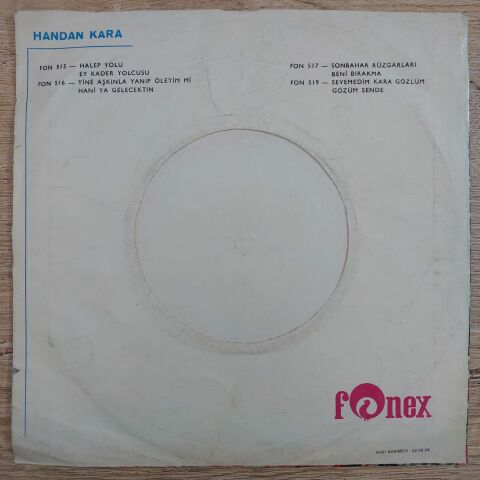 HANDAN KARA
FON 515 — HALEP YOLU
EY KADER YOLCUSU
FON 516 — YİNE AŞKINLA YANIP ÖLEYİM Mİ
HANİ YA GELECEKTİN
FON 517 — SONBAHAR RÜZGARLARI
BENİ BIRAKMA
FON 519 — SEVEMEDİM KARA GÖZLÜM
GÖZÜM SENDE
fonex